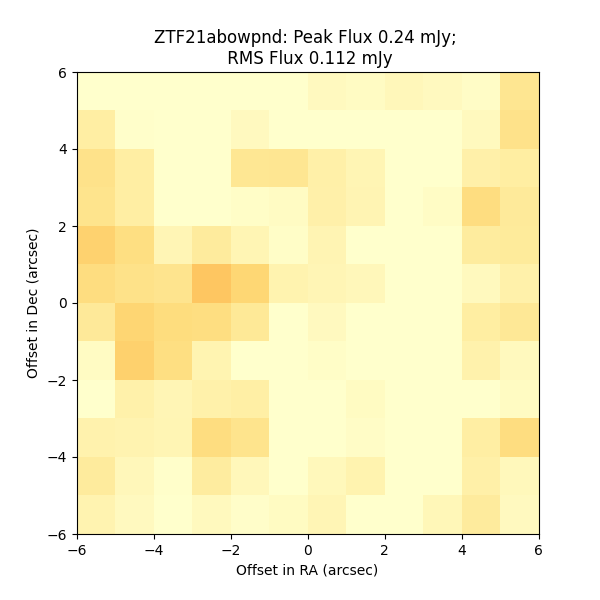 ZTF21abowpnd: Peak Flux 0.24 mJy;
RMS Flux 0.112 mJy
6
4
2
0
−2
−4
−6
Offset in Dec (arcsec)
−6 −4 −2 0 2 4 6
Offset in RA (arcsec)